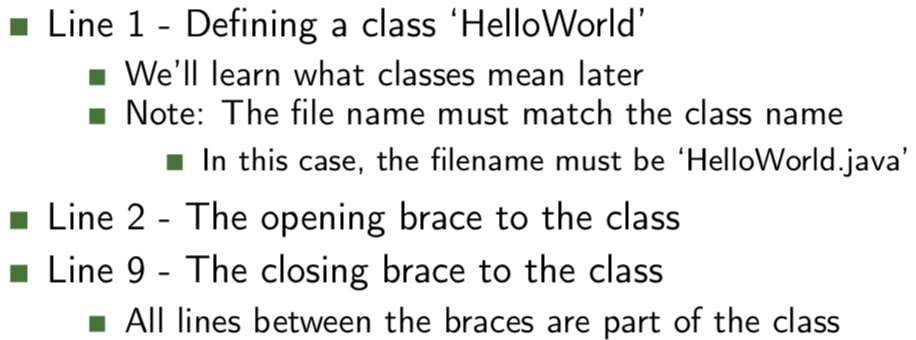 Line 1 - Defining a class ‘HelloWorld’
We’ll learn what classes mean later
Note: The file name must match the class name
In this case, the filename must be ‘HelloWorld.java’
Line 2 - The opening brace to the class
Line 9 - The closing brace to the class
All lines between the braces are part of the class